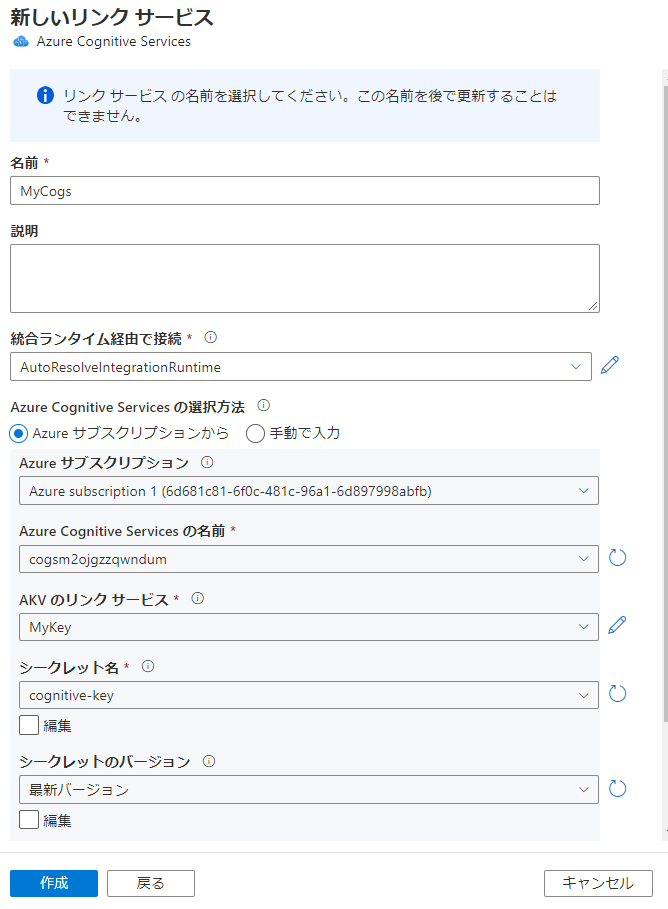 新しいリンク サービス
Azure Cognitive Services
リンク サービス の名前を選択してください。この名前を後で更新することは
できません。
名前 *
MyCogs
説明
統合ランタイム経由で接続 *
AutoResolveIntegrationRuntime
Azure Cognitive Services の選択方法
Azure サブスクリプションから 手動で入力
Azure サブスクリプション
Azure subscription 1 (6d681c81-6f0c-481c-96a1-6d897998abfb)
Azure Cognitive Services の名前 *
cogsm2ojgzzqwndum
AKV のリンク サービス *
MyKey
シークレット名 *
cognitive-key
編集
シークレットのバージョン
最新バージョン
編集
作成 戻る キャンセル